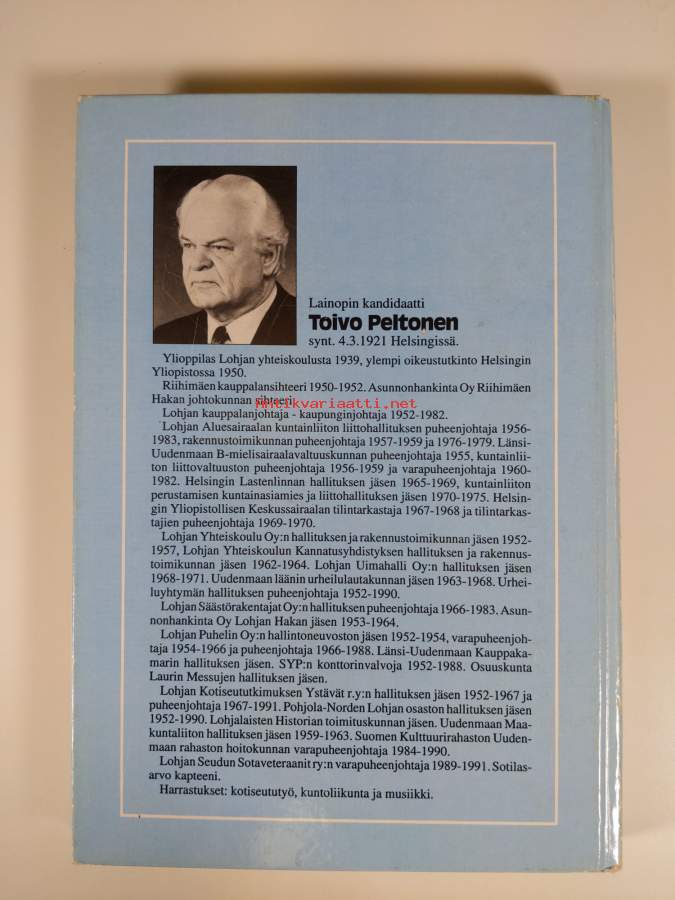 Lainopin kandidaatti
Toivo Peltonen
synt. 4.3.1921 Helsingissä.
Ylioppilas Lohjan yhteiskoulusta 1939, ylempi oikeustutkinto Helsingin
Yliopistossa 1950.
Riihimäen kauppalansihteeri 1950-1952. Asunnonhankinta Oy Riihimäen
Hakan johtokunnan sihteeri.
antikvariaatti.net
Lohjan kauppalanjohtaja - kaupunginjohtaja 1952-1982.
Lohjan Aluesairaalan kuntainliiton liittohallituksen puheenjohtaja 1956-
1983, rakennustoimikunnan puheenjohtaja 1957-1959 ja 1976-1979. Länsi-
Uudenmaan B-mielisairaalavaltuuskunnan puheenjohtaja 1955, kuntainlii-
ton liittovaltuuston puheenjohtaja 1956-1959 ja varapuheenjohtaja 1960-
1982. Helsingin Lastenlinnan hallituksen jäsen 1965-1969, kuntainliiton
perustamisen kuntainasiamies ja liittohallituksen jäsen 1970-1975. Helsin-
gin Yliopistollisen Keskussairaalan tilintarkastaja 1967-1968 ja tilintarkas-
tajien puheenjohtaja 1969-1970.
Lohjan Yhteiskoulu Oy:n hallituksen ja rakennustoimikunnan jäsen 1952-
1957, Lohjan Yhteiskoulun Kannatusyhdistyksen hallituksen ja rakennus-
toimikunnan jäsen 1962-1964. Lohjan Uimahalli Oy:n hallituksen jäsen
1968-1971. Uudenmaan läänin urheilulautakunnan jäsen 1963-1968. Urhei-
luyhtymän hallituksen puheenjohtaja 1952-1990.
Lohjan Säästörakentajat Oy:n hallituksen puheenjohtaja 1966-1983. Asun-
nonhankinta Oy Lohjan Hakan jäsen 1953-1964.
Lohjan Puhelin Oy:n hallintoneuvoston jäsen 1952-1954, varapuheenjoh-
taja 1954-1966 ja puheenjohtaja 1966-1988. Länsi-Uudenmaan Kauppaka-
marin hallituksen jäsen. SYP:n konttorinvalvoja 1952-1988. Osuuskunta
Laurin Messujen hallituksen jäsen.
Lohjan Kotiseututkimuksen Ystävät r.y:n hallituksen jäsen 1952-1967 ja
puheenjohtaja 1967-1991. Pohjola-Norden Lohjan osaston hallituksen jäsen
1952-1990. Lohjalaisten Historian toimituskunnan jäsen. Uudenmaan Maa-
kuntaliiton hallituksen jäsen 1959-1963. Suomen Kulttuurirahaston Uuden-
maan rahaston hoitokunnan varapuheenjohtaja 1984-1990.
Lohjan Seudun Sotaveteraanit ry:n varapuheenjohtaja 1989-1991. Sotilas-
arvo kapteeni.
Harrastukset: kotiseututyö, kuntoliikunta ja musiikki.